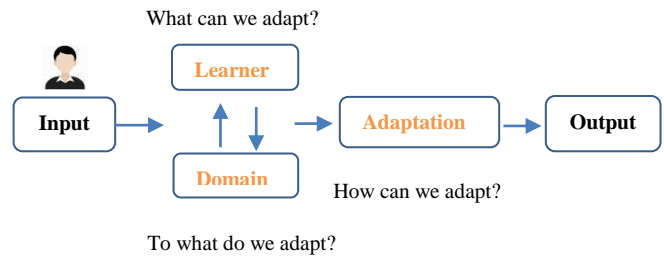 What can we adapt?
Learner
Input
Adaptation
Output
Domain
How can we adapt?
To what do we adapt?